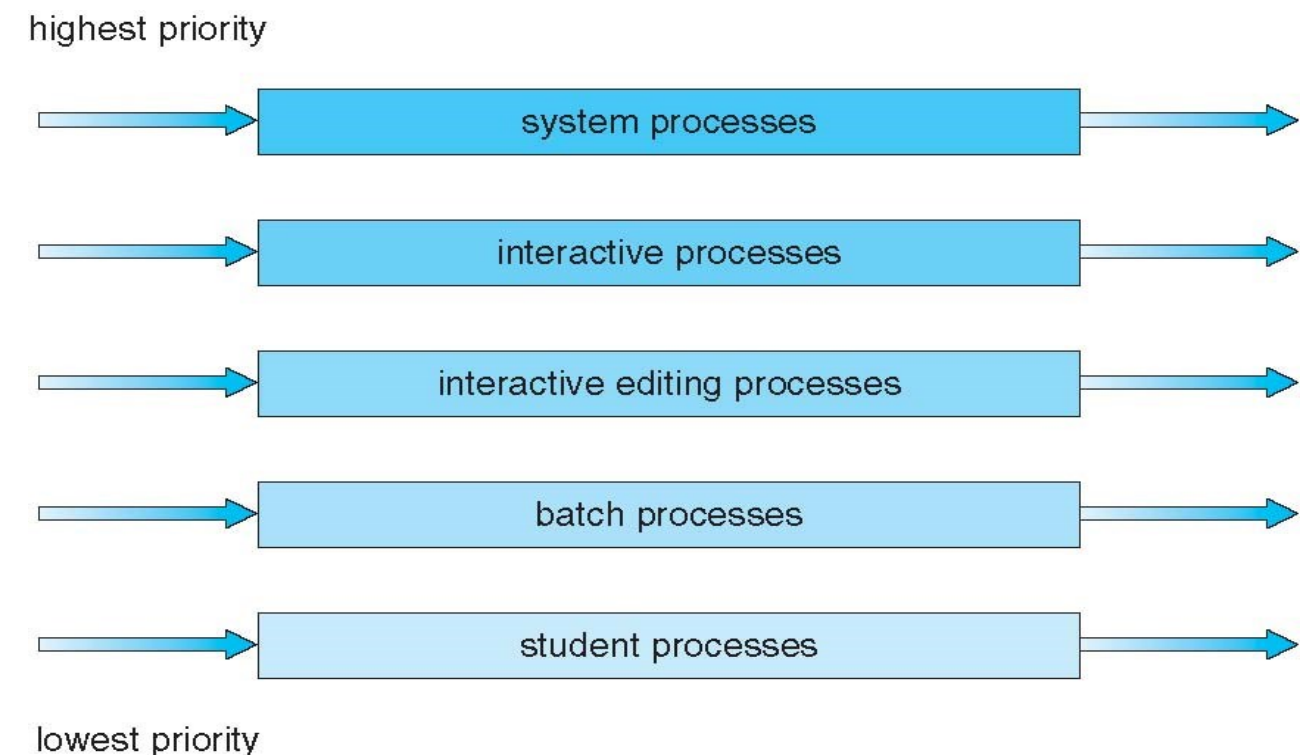 highest priority
system processes
interactive processes
interactive editing processes
batch processes
student processes
lowest priority